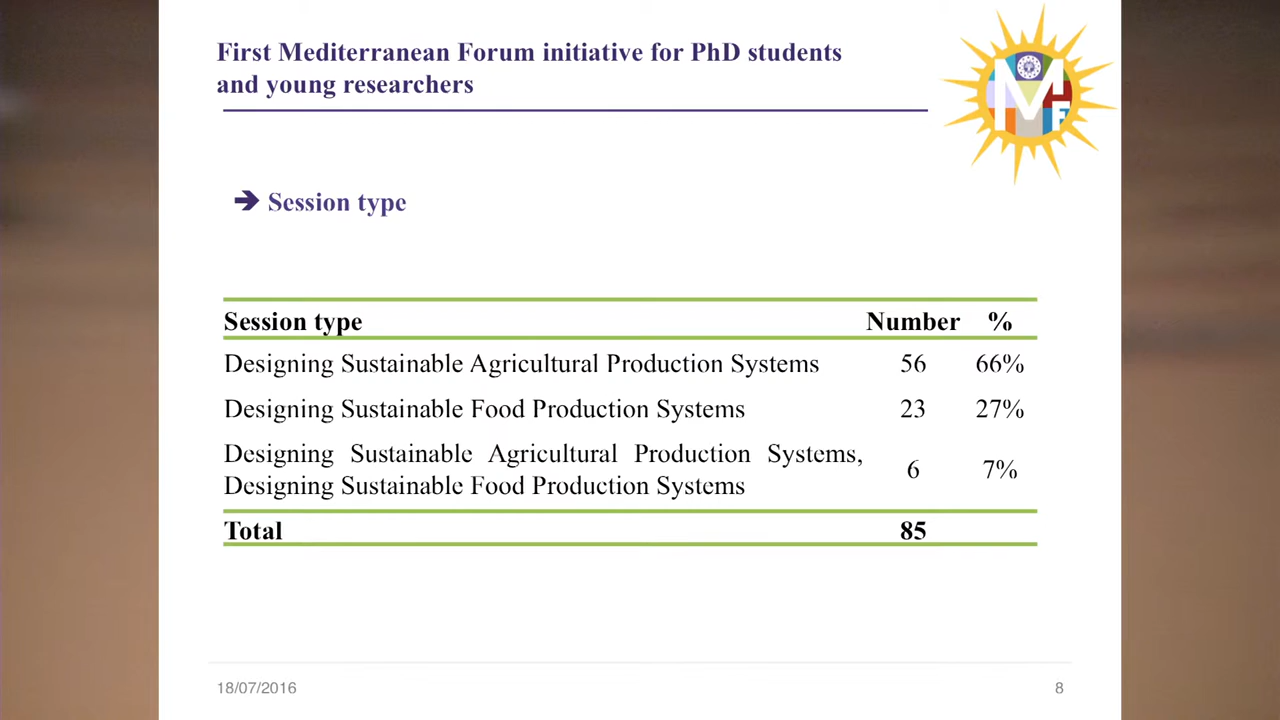 First Mediterranean Forum initiative for PhD students
and young researchers
➔ Session type
Session type Number %
Designing Sustainable Agricultural Production Systems 56 66%
Designing Sustainable Food Production Systems 23 27%
Designing Sustainable Agricultural Production Systems,
Designing Sustainable Food Production Systems 6 7%
Total 85
18/07/2016 8